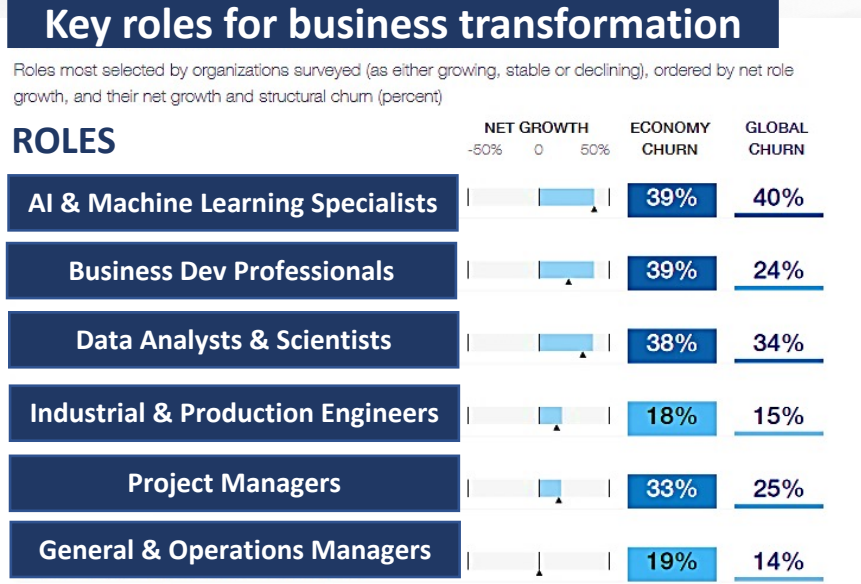 Key roles for business transformation
Roles most selected by organizations surveyed (as either growing, stable or declining), ordered by net role
growth, and their net growth and structural churn (percent)
ROLES
NET GROWTH ECONOMY GLOBAL
-50% 0 50% CHURN CHURN
AI & Machine Learning Specialists 39% 40%
Business Dev Professionals 39% 24%
Data Analysts & Scientists 38% 34%
Industrial & Production Engineers 18% 15%
Project Managers 33% 25%
General & Operations Managers 19% 14%